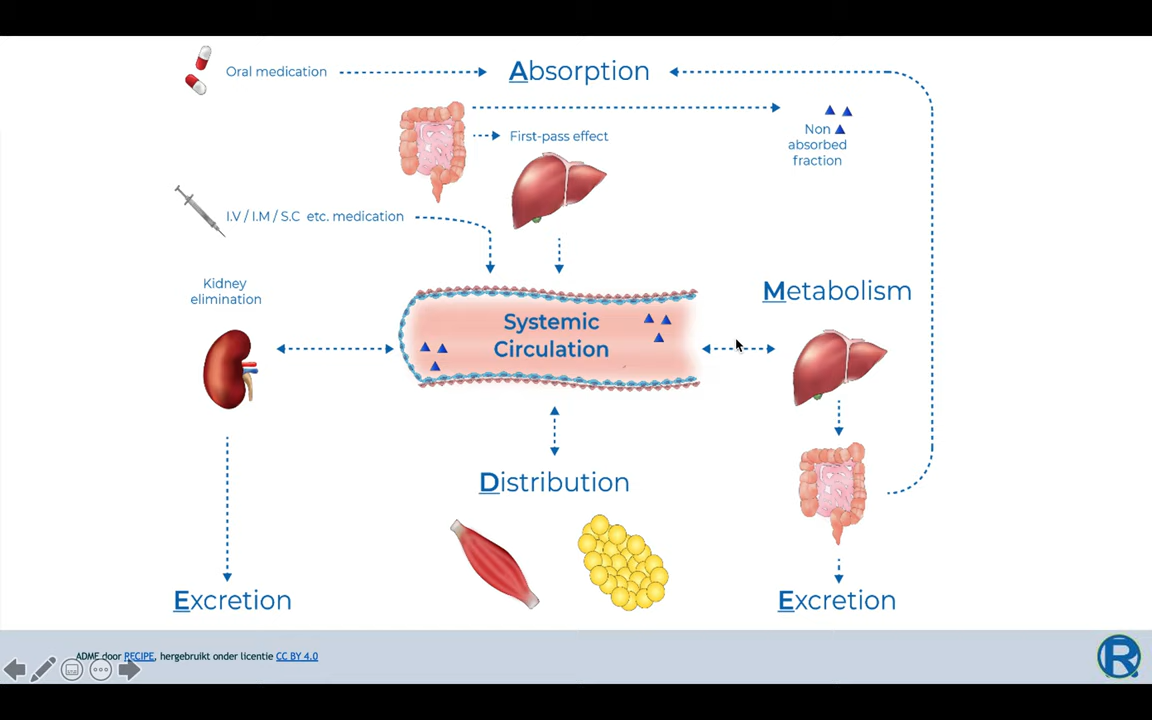 Oral medication
Absorption
First-pass effect
Non
absorbed
fraction
I.V / I.M / S.C etc. medication
Kidney
elimination
Systemic
Circulation
Metabolism
Distribution
Excretion
Excretion
ADME door RECIPE, hergebruikt onder licentie CC BY 4.0
R